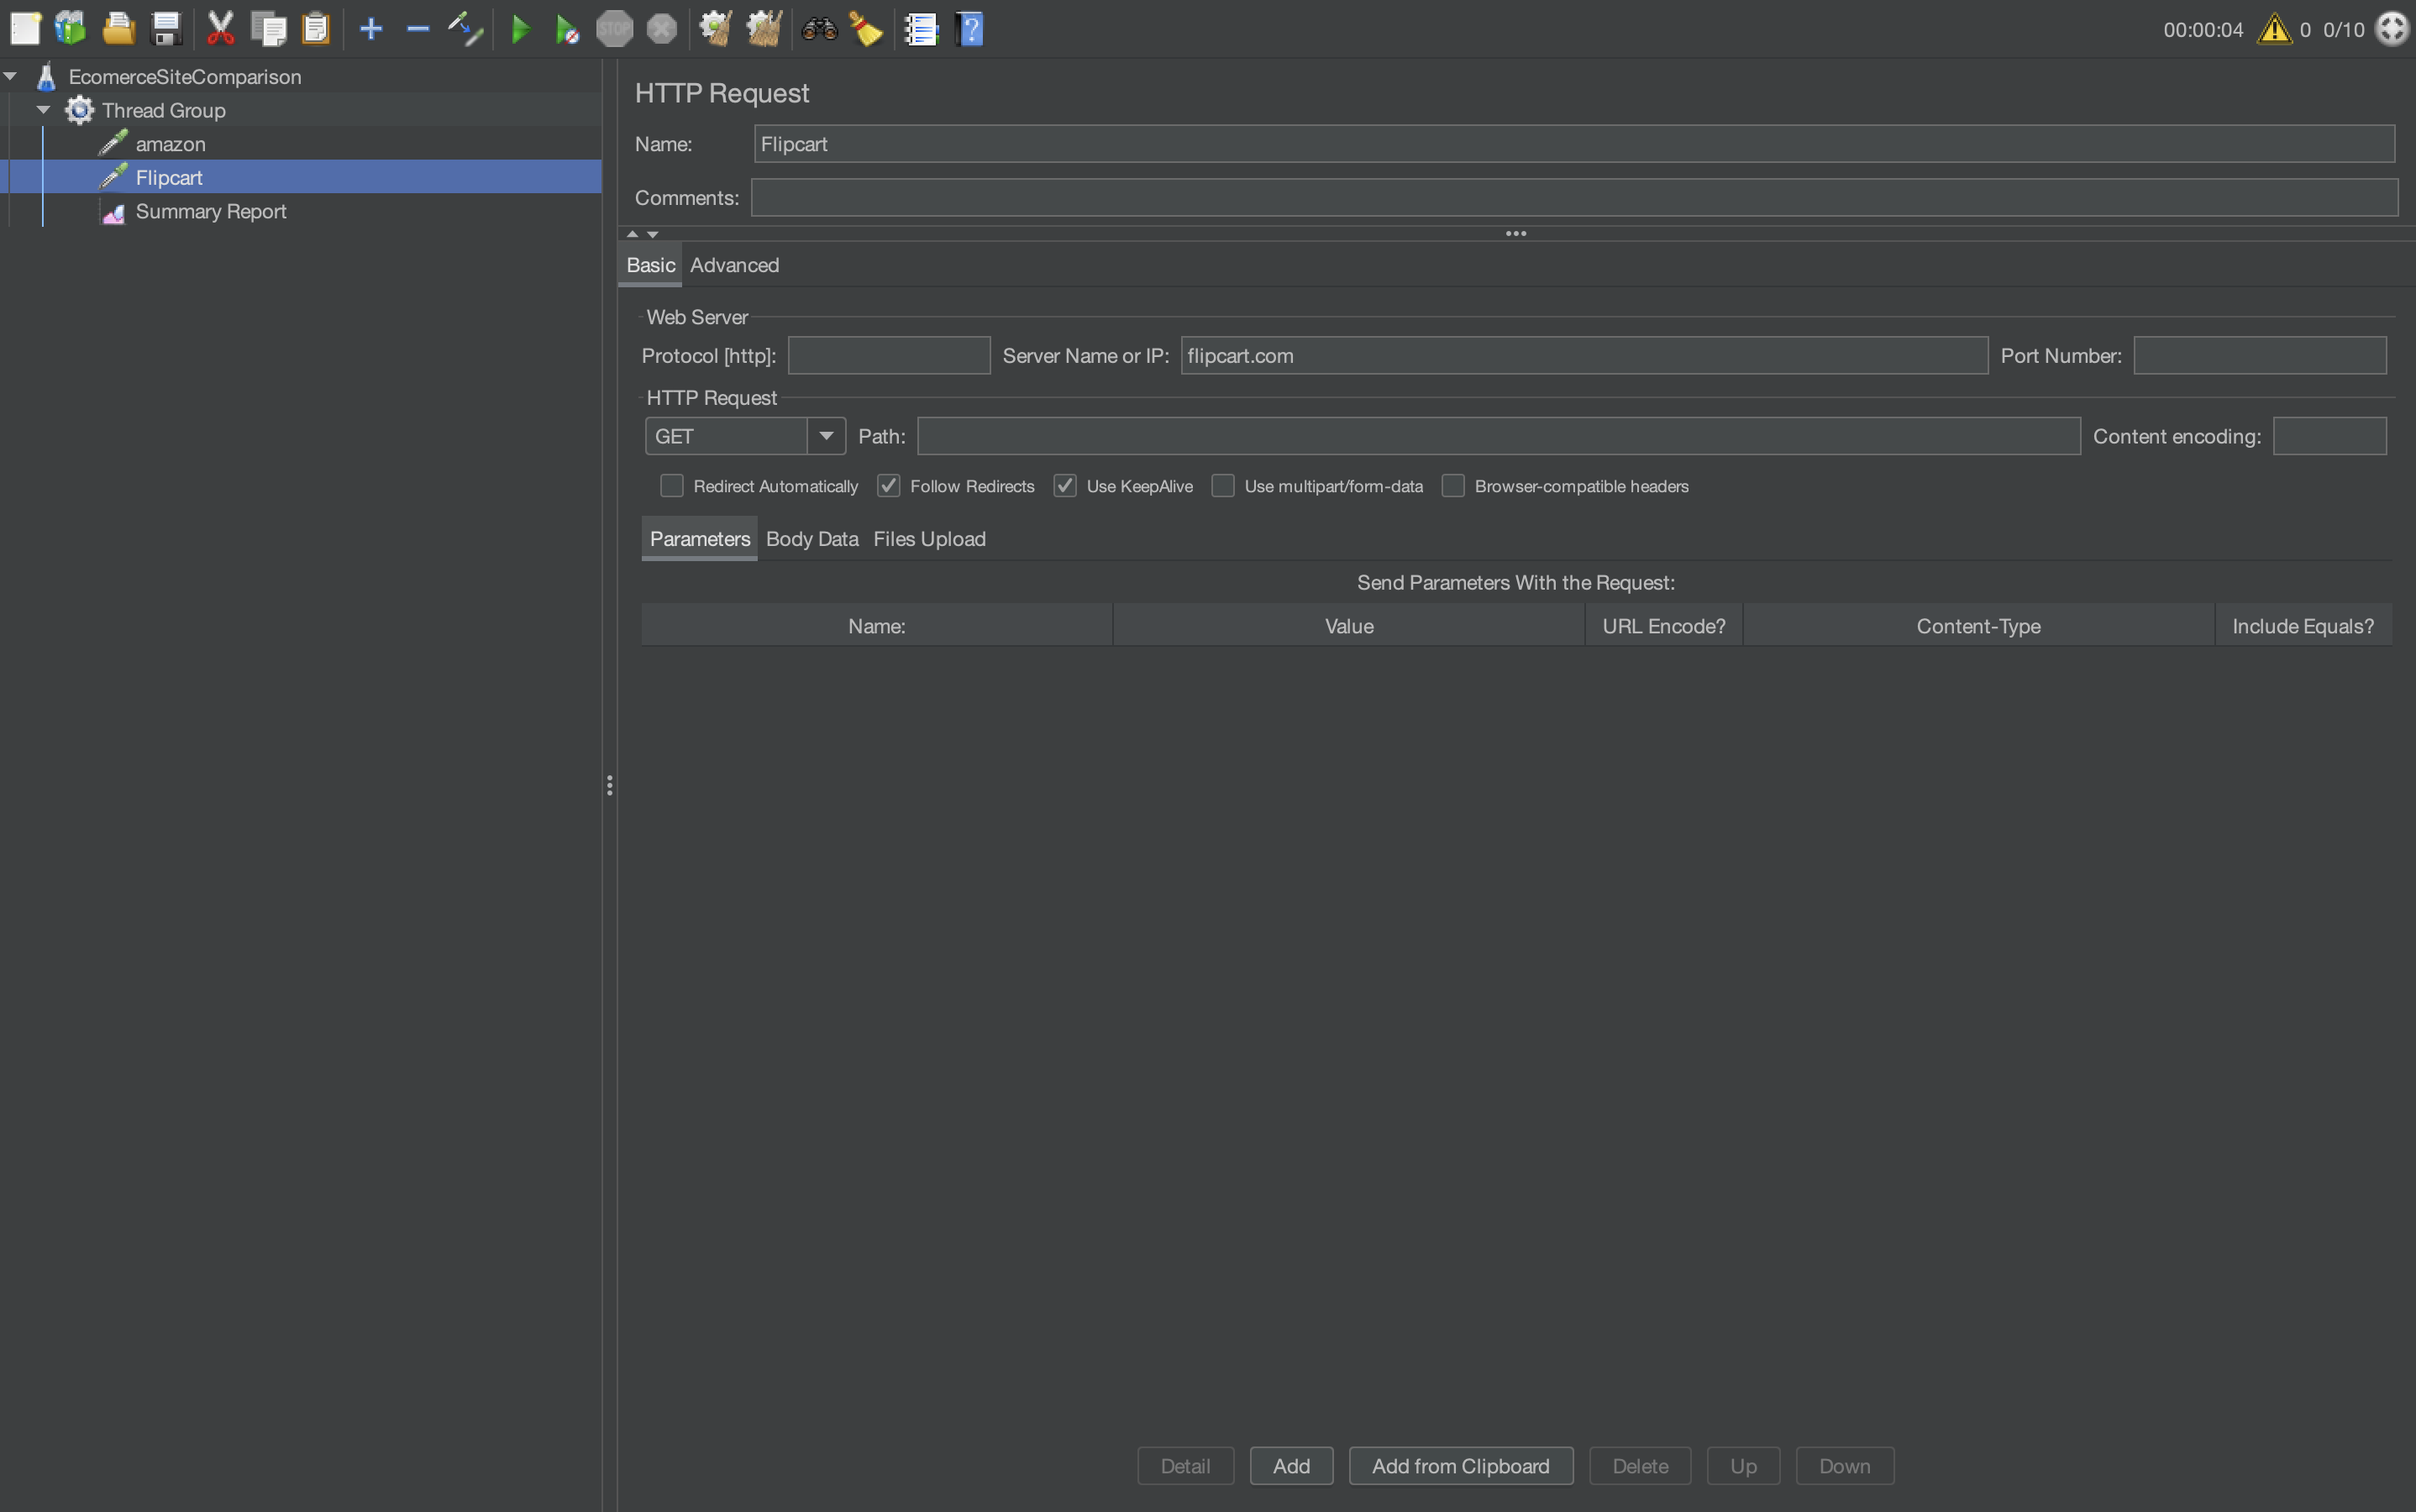 STOP
00:00:04 0 0/10
EcomerceSiteComparison
Thread Group
amazon
Flipcart
Summary Report
HTTP Request
Name: Flipcart
Comments:
Basic Advanced
Web Server
Protocol [http]: Server Name or IP: flipcart.com Port Number:
HTTP Request
GET Path: Content encoding:
Redirect Automatically Follow Redirects Use KeepAlive Use multipart/form-data Browser-compatible headers
Parameters Body Data Files Upload
Send Parameters With the Request:
Name: Value URL Encode? Content-Type Include Equals?
Detail Add Add from Clipboard Delete Up Down